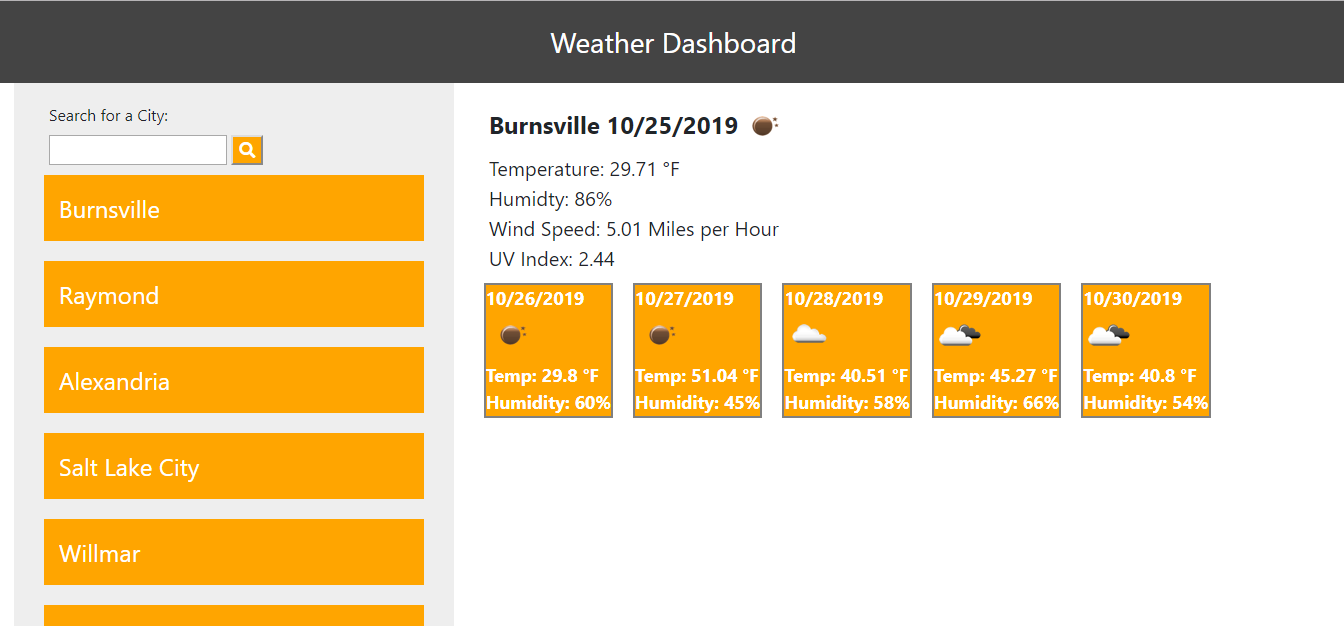 Weather Dashboard
Search for a City:
Burnsville
Raymond
Alexandria
Salt Lake City
Willmar
Burnsville 10/25/2019
Temperature: 29.71 °F
Humidty: 86%
Wind Speed: 5.01 Miles per Hour
UV Index: 2.44
10/26/2019
Temp: 29.8 °F
Humidity: 60%
10/27/2019
Temp: 51.04 °F
Humidity: 45%
10/28/2019
Temp: 40.51 °F
Humidity: 58%
10/29/2019
Temp: 45.27 °F
Humidity: 66%
10/30/2019
Temp: 40.8 °F
Humidity: 54%